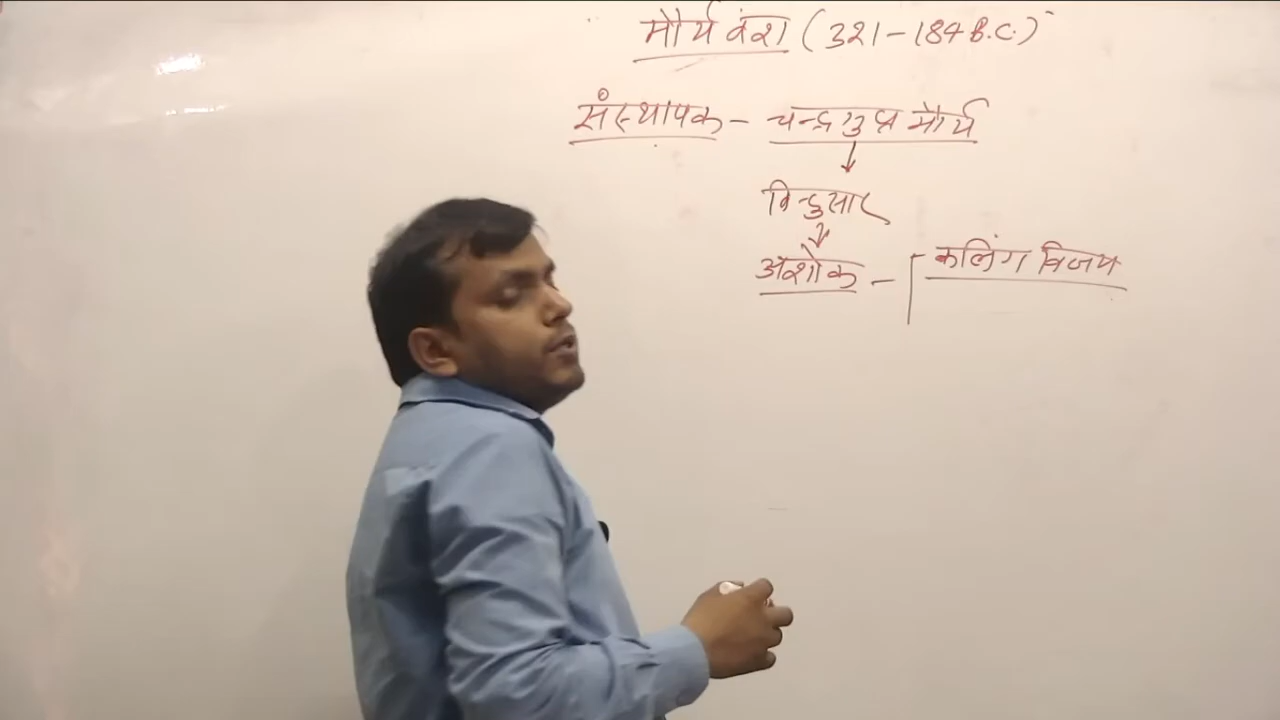 मौर्य वंश (321-184 B.C.)
संस्थापक - चन्द्रगुप्त मौर्य
↓
विन्दुसार
↓
अशोक - कलिंग विजय